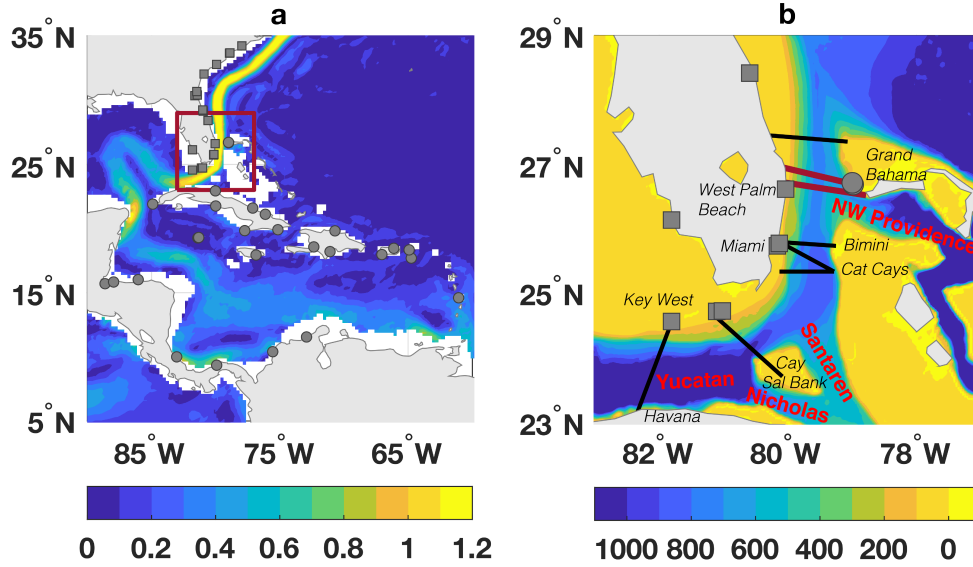 a
35°N
25°N
15°N
5°N
85°W
75°W
65°W
0
0.2
0.4
0.6
0.8
1
1.2
b
29°N
27°N
25°N
23°N
Grand
Bahama
West Palm
Beach
NW Providence
Miami
Bimini
Cat Cays
Key West
Santaren
Cay
Sal Bank
Yucatan
Nicholas
Havana
82°W
80°W
78°W
1000
800
600
400
200
0